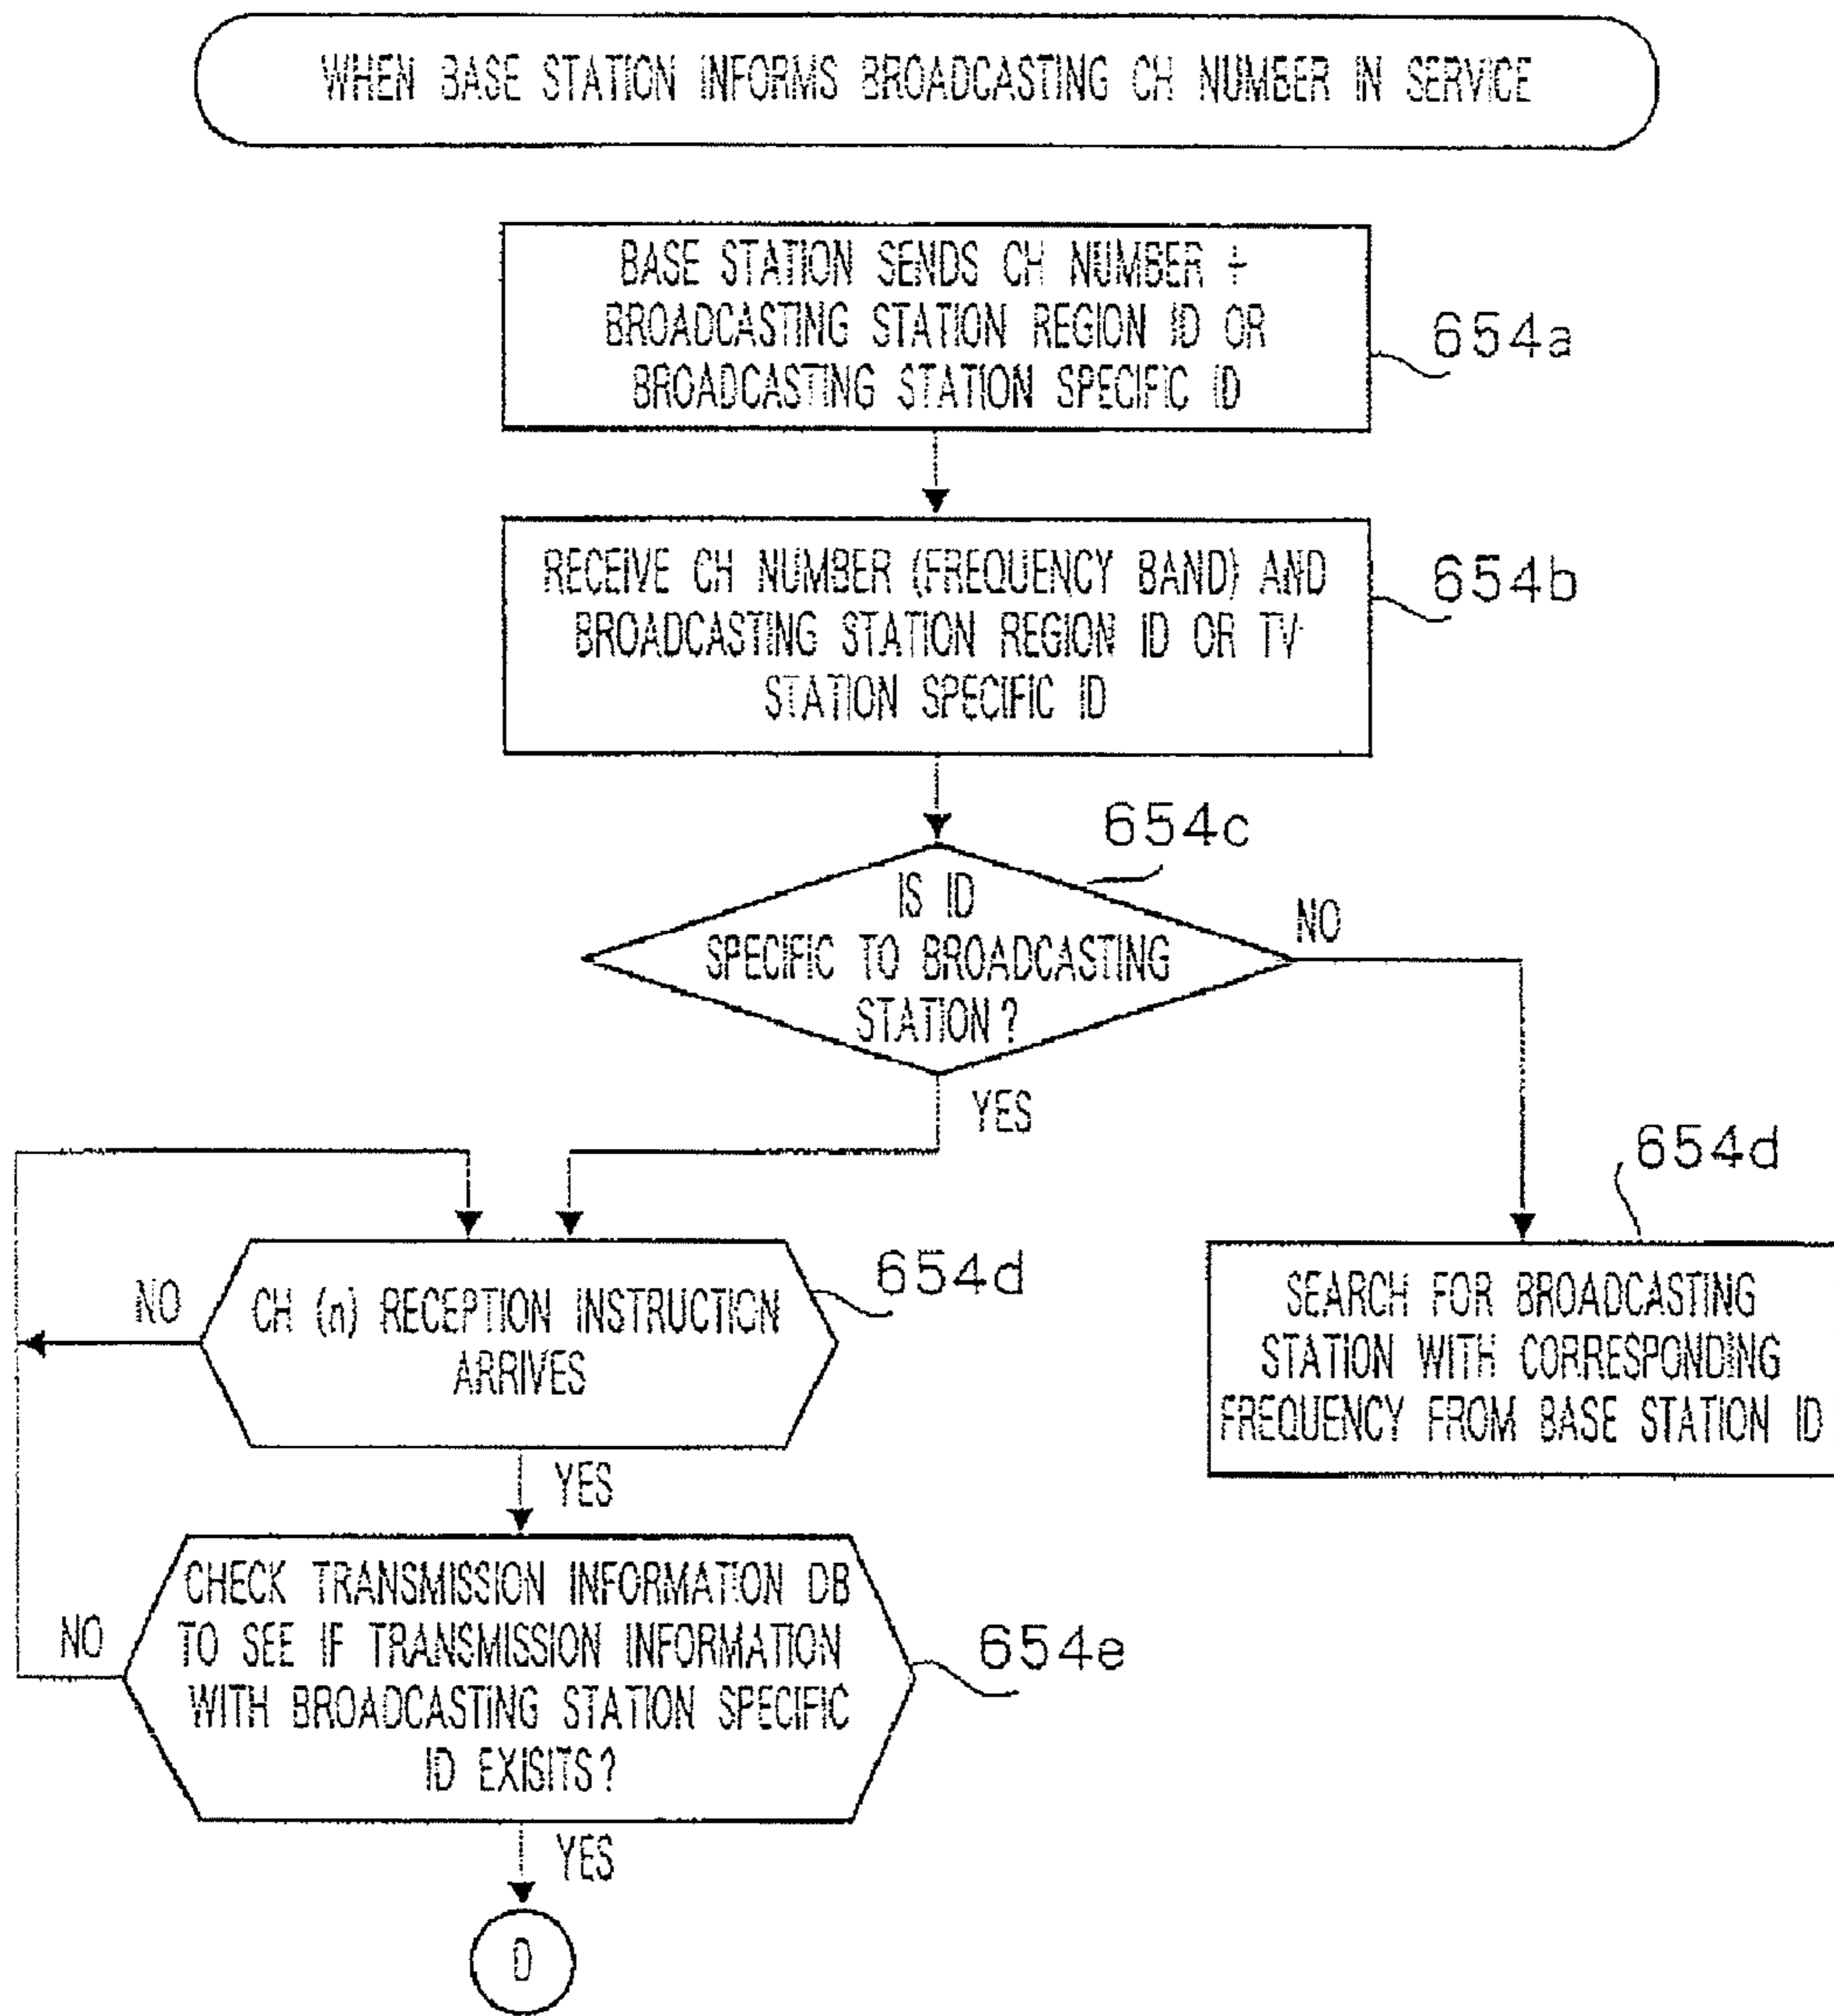 WHEN BASE STATION INFORMS BROADCASTING CH NUMBER IN SERVICE
BASE STATION SENDS CH NUMBER +
BROADCASTING STATION REGION ID OR
BROADCASTING STATION SPECIFIC ID
654a
RECEIVE CH NUMBER (FREQUENCY BAND) AND
BROADCASTING STATION REGION ID OR TV
STATION SPECIFIC ID
654b
654c
IS ID
SPECIFIC TO BROADCASTING
STATION?
NO
YES
654d
CH (n) RECEPTION INSTRUCTION
ARRIVES
NO
654d
SEARCH FOR BROADCASTING
STATION WITH CORRESPONDING
FREQUENCY FROM BASE STATION ID
YES
CHECK TRANSMISSION INFORMATION DB
TO SEE IF TRANSMISSION INFORMATION
WITH BROADCASTING STATION SPECIFIC
ID EXISITS?
NO
654e
YES
D